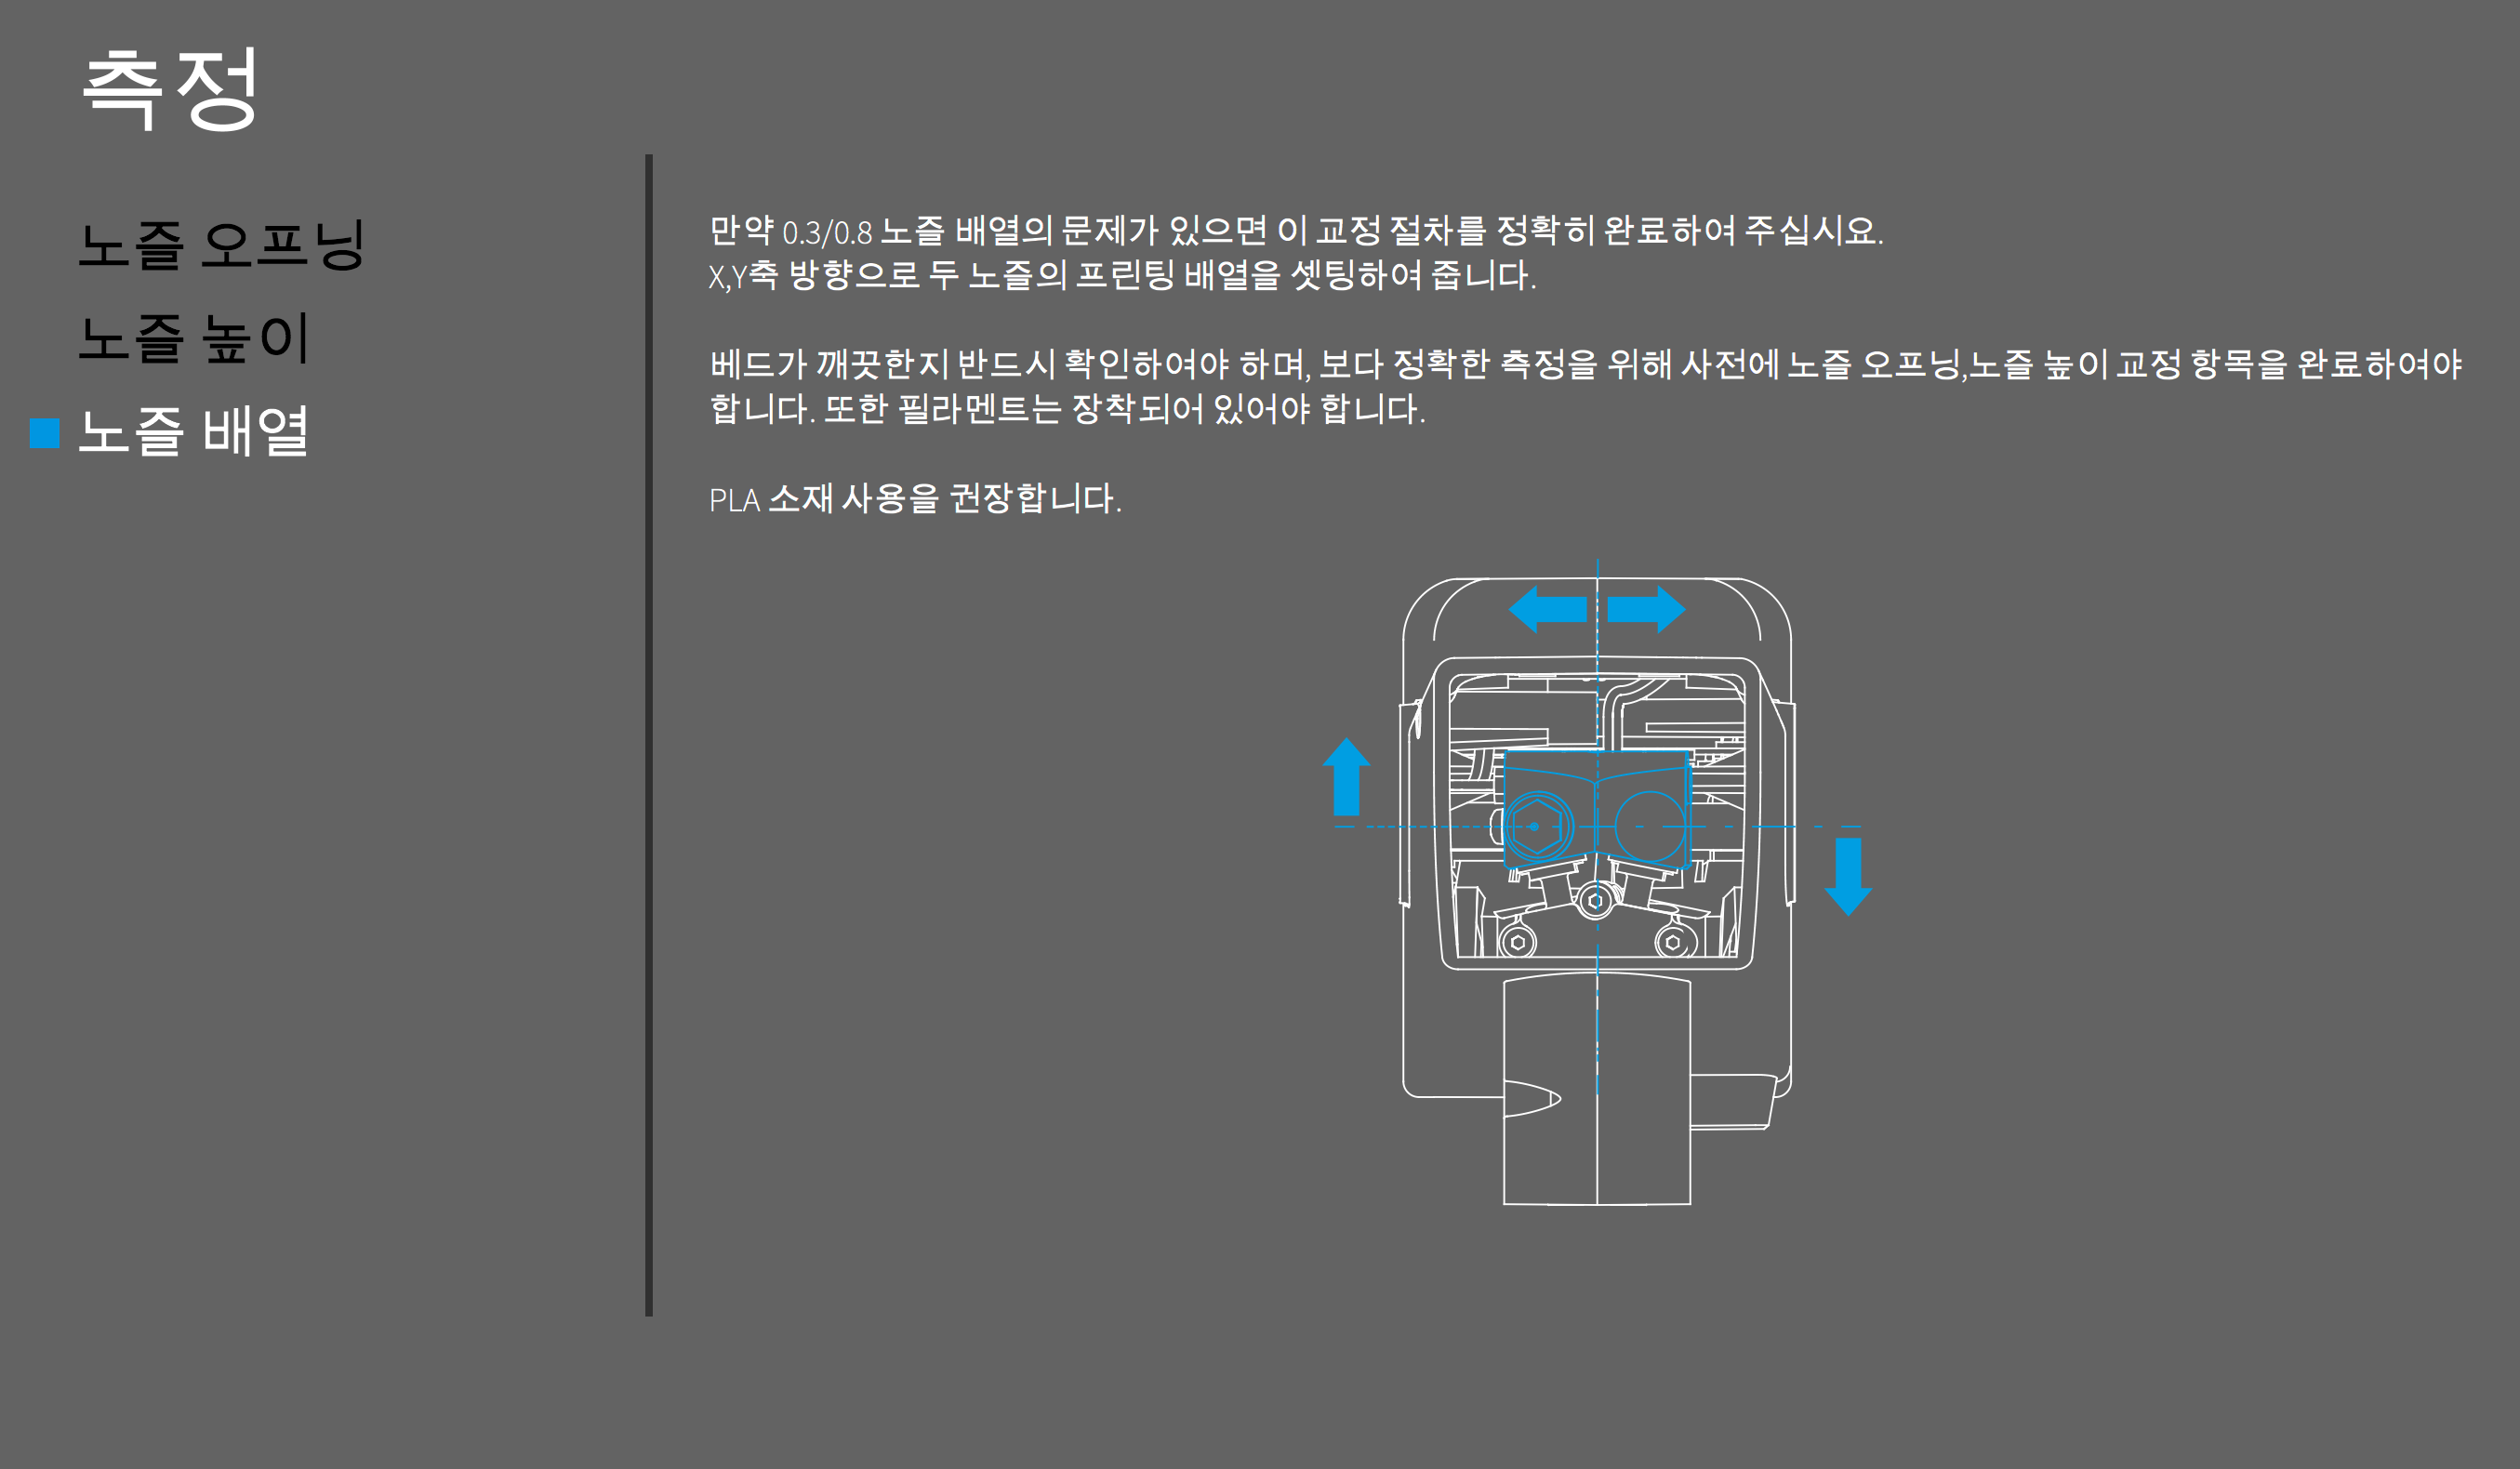 측정
노즐 오프닝
노즐 높이
노즐 배열
만약 0.3/0.8 노즐 배열의 문제가 있으면 이 교정 절차를 정확히 완료하여 주십시요.
X,Y축 방향으로 두 노즐의 프린팅 배열을 셋팅하여 줍니다.
베드가 깨끗한지 반드시 확인하여야 하며, 보다 정확한 측정을 위해 사전에 노즐 오프닝,노즐 높이 교정 항목을 완료하여야
합니다. 또한 필라멘트는 장착되어 있어야 합니다.
PLA 소재 사용을 권장합니다.